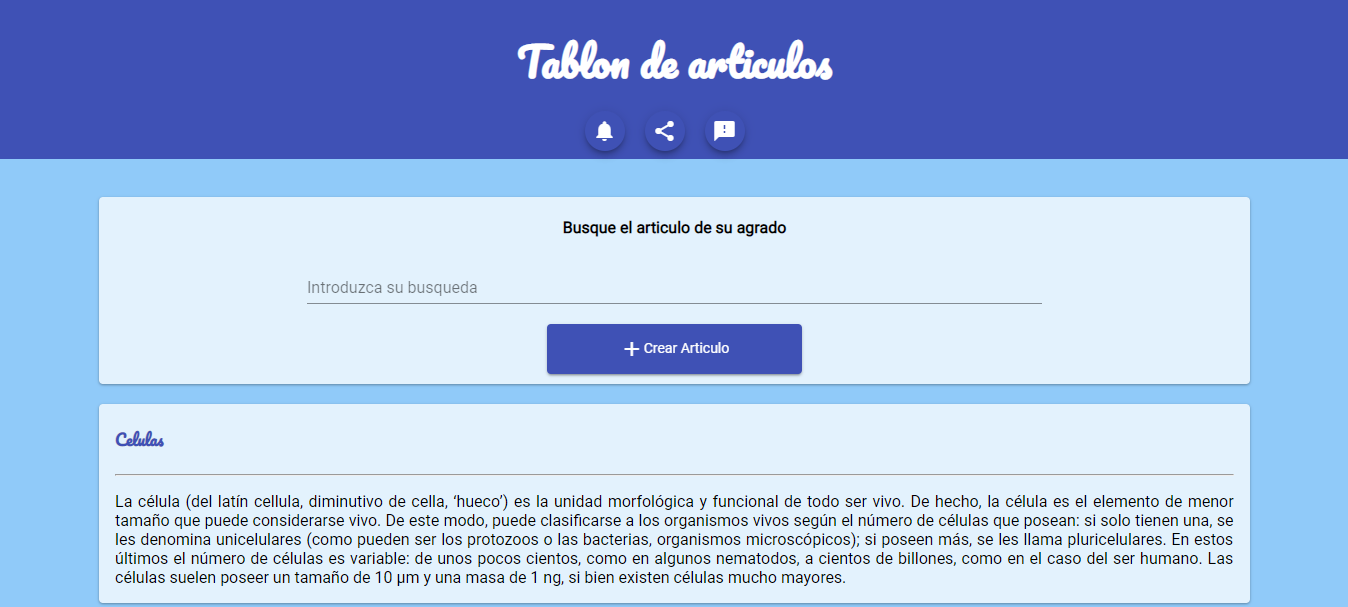 Tablon de articulos
Busque el articulo de su agrado
Introduzca su busqueda
Crear Articulo
Celulas
La célula (del latín cellula, diminutivo de cella, ‘hueco’) es la unidad morfológica y funcional de todo ser vivo. De hecho, la célula es el elemento de menor
tamaño que puede considerarse vivo. De este modo, puede clasificarse a los organismos vivos según el número de células que posean: si solo tienen una, se
les denomina unicelulares (como pueden ser los protozoos o las bacterias, organismos microscópicos); si poseen más, se les llama pluricelulares. En estos
últimos el número de células es variable: de unos pocos cientos, como en algunos nematodos, a cientos de billones, como en el caso del ser humano. Las
células suelen poseer un tamaño de 10 µm y una masa de 1 ng, si bien existen células mucho mayores.